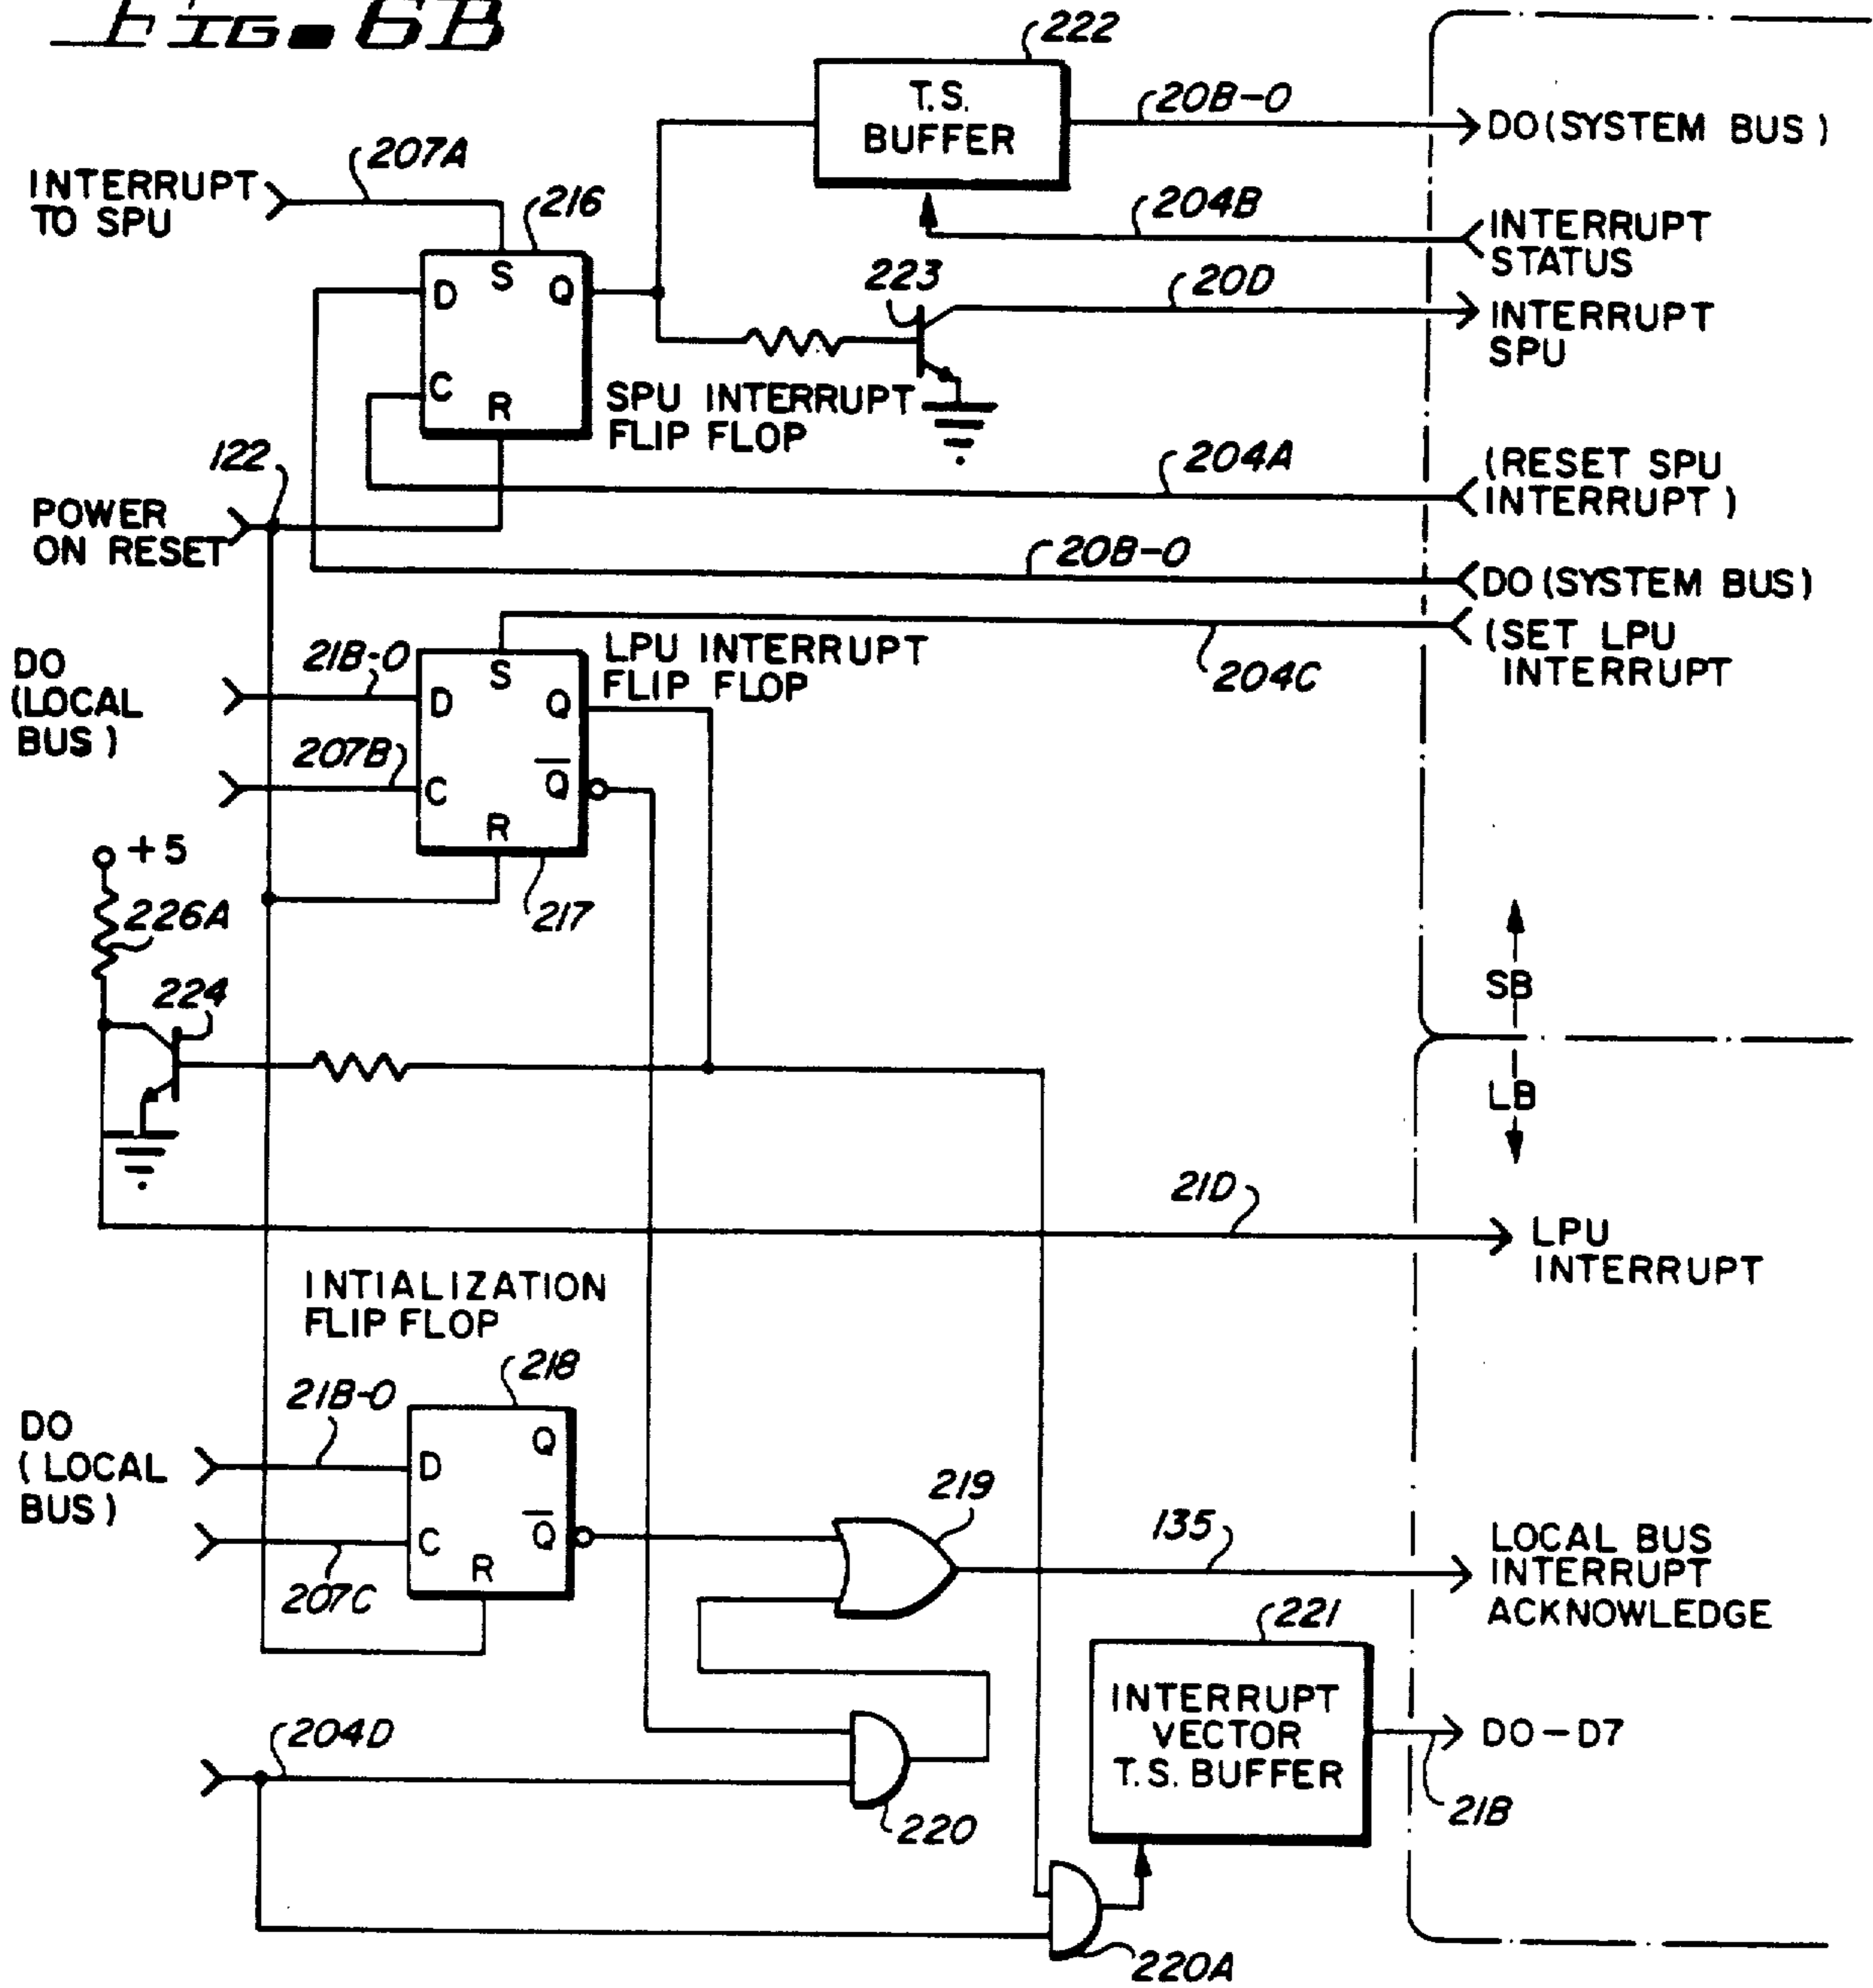 FIG. 6B
222
T.S.
BUFFER
20B-0
DO (SYSTEM BUS)
207A
INTERRUPT
TO SPU
216
204B
INTERRUPT
STATUS
S
D
Q
C
R
223
20D
INTERRUPT
SPU
SPU INTERRUPT
FLIP FLOP
122
204A
(RESET SPU
INTERRUPT)
POWER
ON RESET
20B-0
DO (SYSTEM BUS)
(SET LPU
INTERRUPT
204C
DO
(LOCAL
BUS)
21B-0
LPU INTERRUPT
FLIP FLOP
S
D
Q
207B
C
Q
R
217
+5
226A
224
SB
LB
21D
LPU
INTERRUPT
INTIALIZATION
FLIP FLOP
218
21B-0
DO
(LOCAL
BUS)
Q
D
Q
C
R
207C
219
135
LOCAL BUS
INTERRUPT
ACKNOWLEDGE
221
INTERRUPT
VECTOR
T.S. BUFFER
DO-D7
21B
204D
220
220A